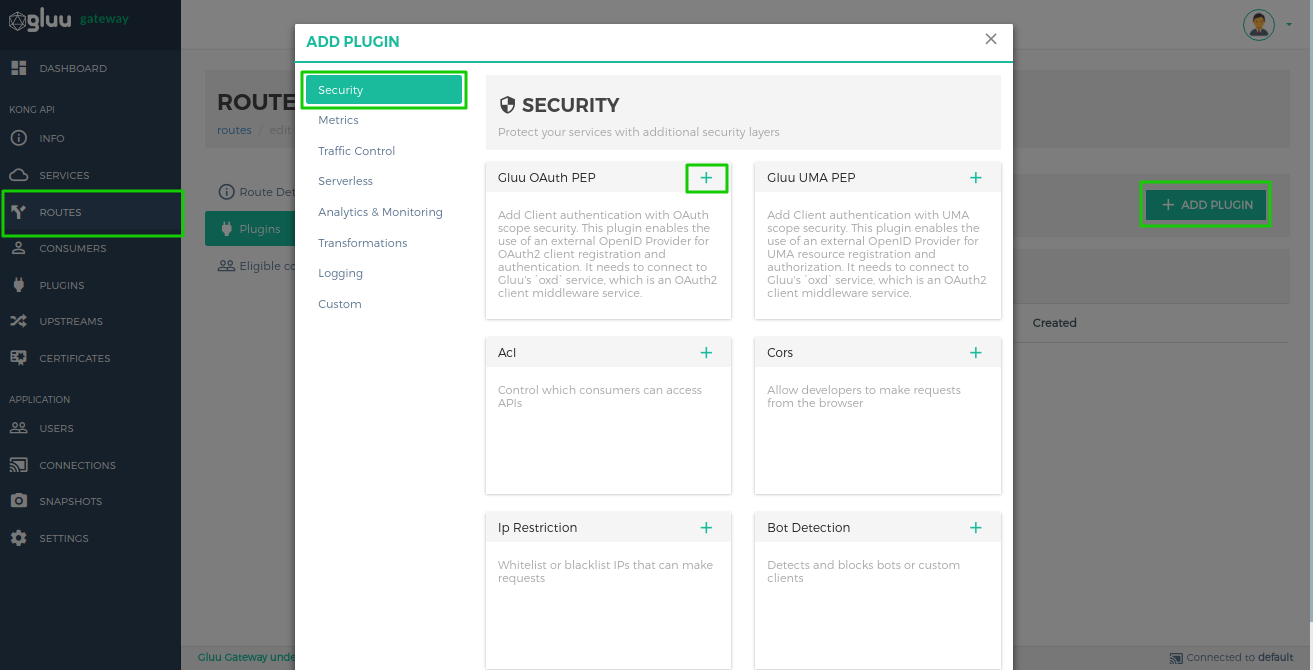 gluu gateway
DASHBOARD
KONG API
INFO
SERVICES
ROUTES
CONSUMERS
PLUGINS
UPSTREAMS
CERTIFICATES
APPLICATION
USERS
CONNECTIONS
SNAPSHOTS
SETTINGS
ROUTE
routes / edit
Route Det
Plugins
Eligible co
ADD PLUGIN
Created
ADD PLUGIN
Security
Metrics
Traffic Control
Serverless
Analytics & Monitoring
Transformations
Logging
Custom
SECURITY
Protect your services with additional security layers
Gluu OAuth PEP
Add Client authentication with OAuth
scope security. This plugin enables the
use of an external OpenID Provider for
OAuth2 client registration and
authentication. It needs to connect to
Gluu's `oxd` service, which is an OAuth2
client middleware service.
Gluu UMA PEP
Add Client authentication with UMA
scope security. This plugin enables the
use of an external OpenID Provider for
UMA resource registration and
authorization. It needs to connect to
Gluu's `oxd` service, which is an OAuth2
client middleware service.
Acl
Control which consumers can access
APIs
Cors
Allow developers to make requests
from the browser
Ip Restriction
Whitelist or blacklist IPs that can make
requests
Bot Detection
Detects and blocks bots or custom
clients
Gluu Gateway unde
Connected to default